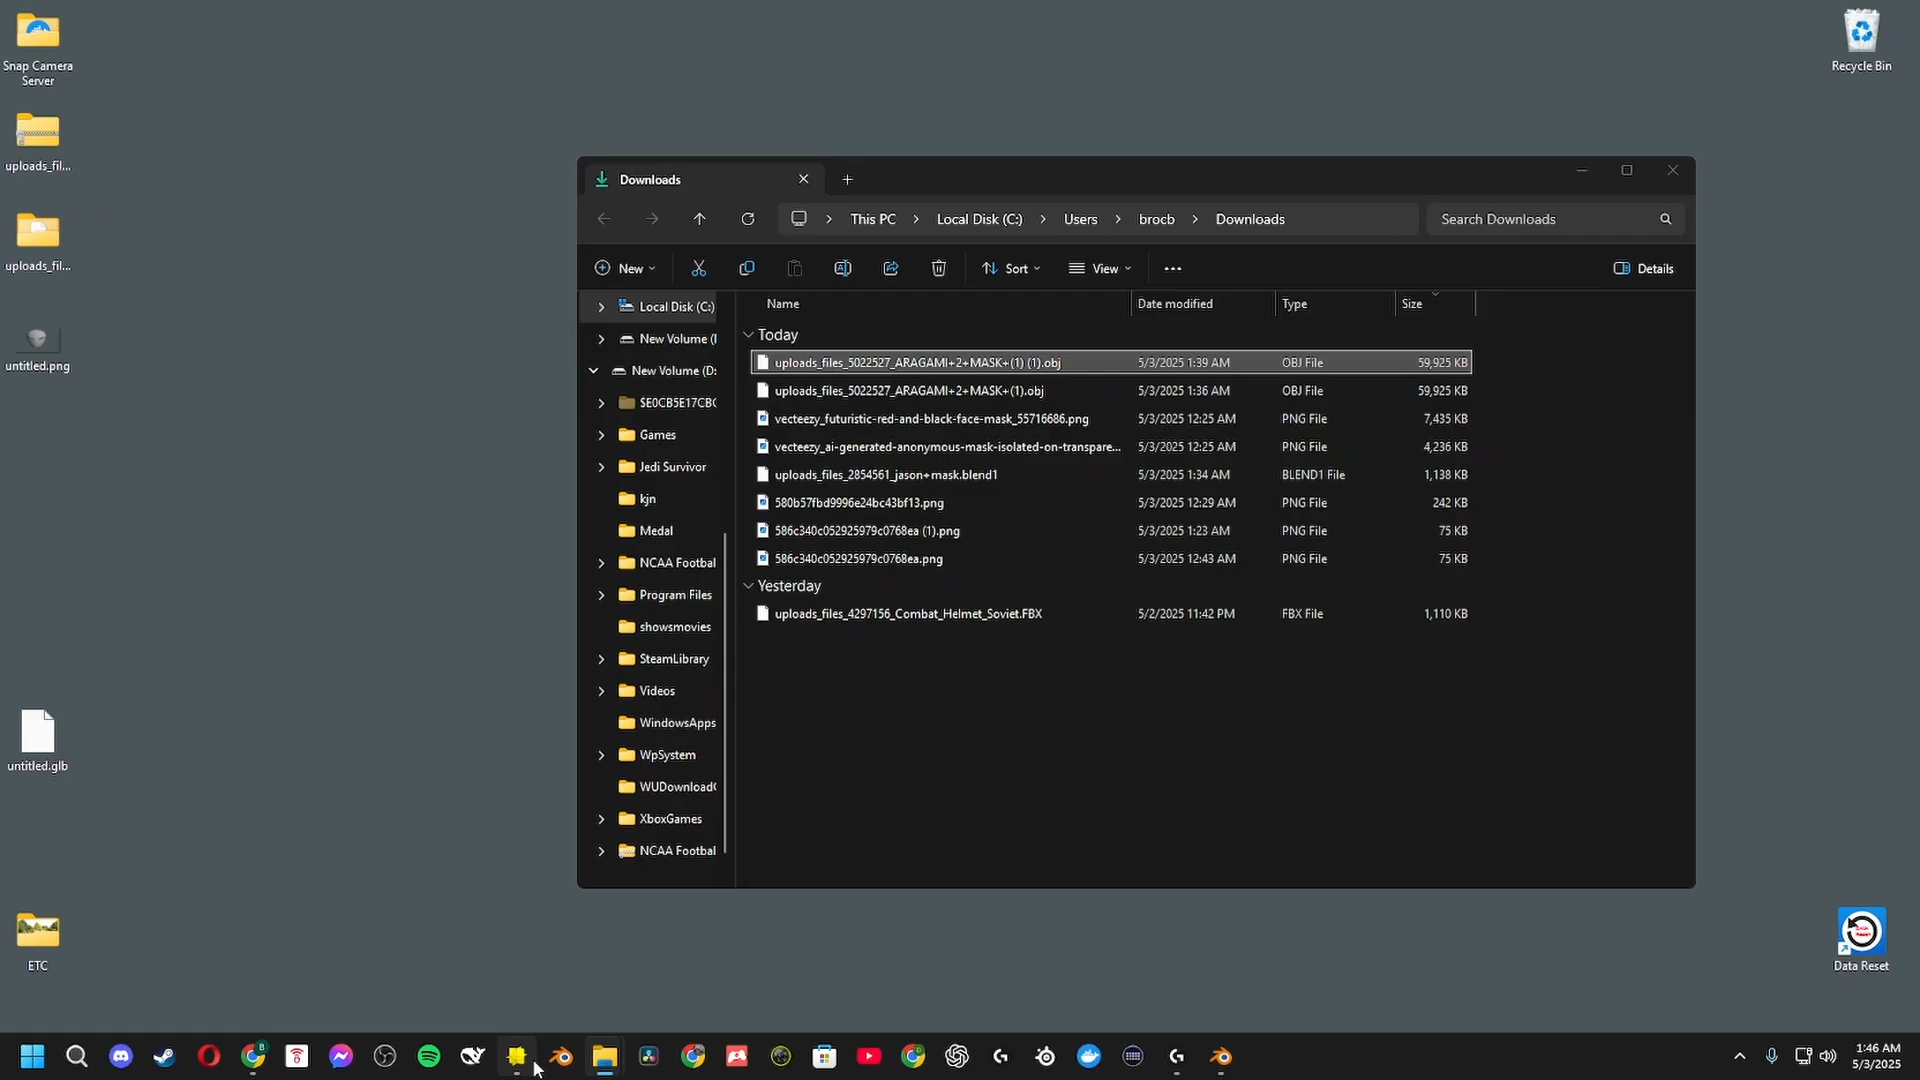 Snap Camera
Server
uploads_fil...
uploads_fil...
untitled.png
untitled.glb
ETC
Recycle Bin
Data Reset
Downloads
This PC > Local Disk (C:) > Users > brocb > Downloads
Search Downloads
New
Sort
View
Details
Local Disk (C:)
New Volume (
New Volume (D:
$E0CB5E17CBC
Games
Jedi Survivor
kjn
Medal
NCAA Footbal
Program Files
showsmovies
SteamLibrary
Videos
WindowsApps
WpSystem
WUDownload
XboxGames
NCAA Footbal
Name Date modified Type Size
Today
uploads_files_5022527_ARAGAMI+2+MASK+(1) (1).obj 5/3/2025 1:39 AM OBJ File 59,925 KB
uploads_files_5022527_ARAGAMI+2+MASK+(1).obj 5/3/2025 1:36 AM OBJ File 59,925 KB
vecteezy_futuristic-red-and-black-face-mask_55716686.png 5/3/2025 12:25 AM PNG File 7,435 KB
vecteezy_ai-generated-anonymous-mask-isolated-on-transpare... 5/3/2025 12:25 AM PNG File 4,236 KB
uploads_files_2854561_jason+mask.blend1 5/3/2025 1:34 AM BLEND1 File 1,138 KB
580b57fbd9996e24bc43bf13.png 5/3/2025 12:29 AM PNG File 242 KB
586c340c052925979c0768ea (1).png 5/3/2025 1:23 AM PNG File 75 KB
586c340c052925979c0768ea.png 5/3/2025 12:43 AM PNG File 75 KB
Yesterday
uploads_files_4297156_Combat_Helmet_Soviet.FBX 5/2/2025 11:42 PM FBX File 1,110 KB
1:46 AM
5/3/2025